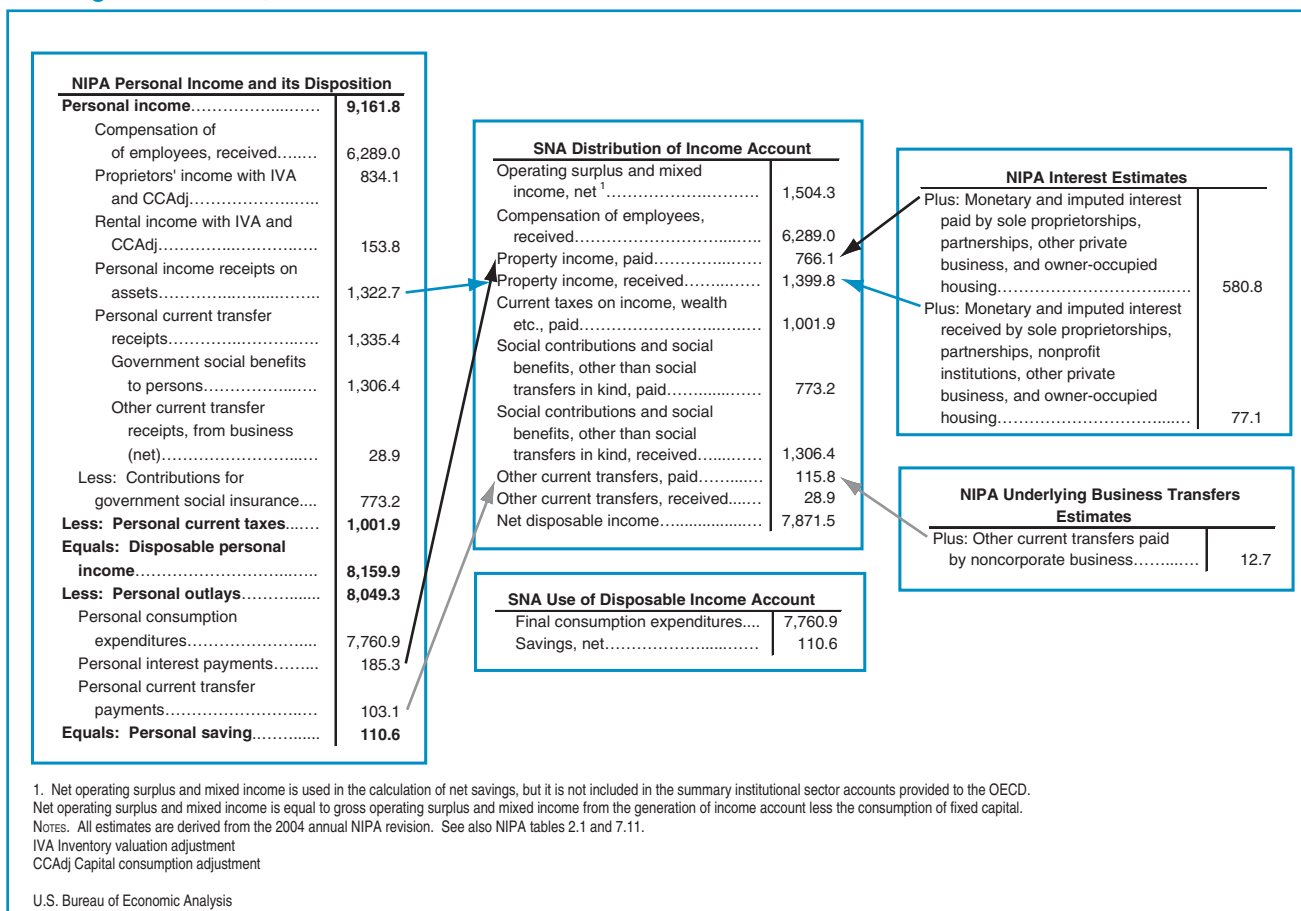 NIPA Personal Income and its Disposition
Personal income……………....…… 9,161.8
Compensation of
of employees, received…..… 6,289.0
Proprietors' income with IVA 834.1
and CCAdj……………….…..
Rental income with IVA and
CCAdj………………………… 153.8
Personal income receipts on
assets…………………….. 1,322.7
Personal current transfer
receipts……………………… 1,335.4
Government social benefits
to persons……………...…. 1,306.4
Other current transfer
receipts, from business
(net)……………………… 28.9
Less: Contributions for
government social insurance.... 773.2
Less: Personal current taxes...…. 1,001.9
Equals: Disposable personal
income……………………...….. 8,159.9
Less: Personal outlays………....... 8,049.3
Personal consumption
expenditures……………….… 7,760.9
Personal interest payments…….. 185.3
Personal current transfer
payments…………………..… 103.1
Equals: Personal saving……...... 110.6
SNA Distribution of Income Account
Operating surplus and mixed
income, net 1………………………. 1,504.3
Compensation of employees,
received………………………….. 6,289.0
Property income, paid………….... 766.1
Property income, received……... 1,399.8
Current taxes on income, wealth
etc., paid………………………… 1,001.9
Social contributions and social
benefits, other than social
transfers in kind, paid…….…… 773.2
Social contributions and social
benefits, other than social
transfers in kind, received…..... 1,306.4
Other current transfers, paid…….. 115.8
Other current transfers, received..... 28.9
Net disposable income…................ 7,871.5
SNA Use of Disposable Income Account
Final consumption expenditures.... 7,760.9
Savings, net…………………......…… 110.6
NIPA Interest Estimates
Plus: Monetary and imputed interest
paid by sole proprietorships,
partnerships, other private
business, and owner-occupied
housing………………………....…. 580.8
Plus: Monetary and imputed interest
received by sole proprietorships,
partnerships, nonprofit
institutions, other private
business, and owner-occupied
housing………………………....… 77.1
NIPA Underlying Business Transfers
Estimates
Plus: Other current transfers paid
by noncorporate business……...…. 12.7
1. Net operating surplus and mixed income is used in the calculation of net savings, but it is not included in the summary institutional sector accounts provided to the OECD.
Net operating surplus and mixed income is equal to gross operating surplus and mixed income from the generation of income account less the consumption of fixed capital.
NOTES. All estimates are derived from the 2004 annual NIPA revision. See also NIPA tables 2.1 and 7.11.
IVA Inventory valuation adjustment
CCAdj Capital consumption adjustment
U.S. Bureau of Economic Analysis